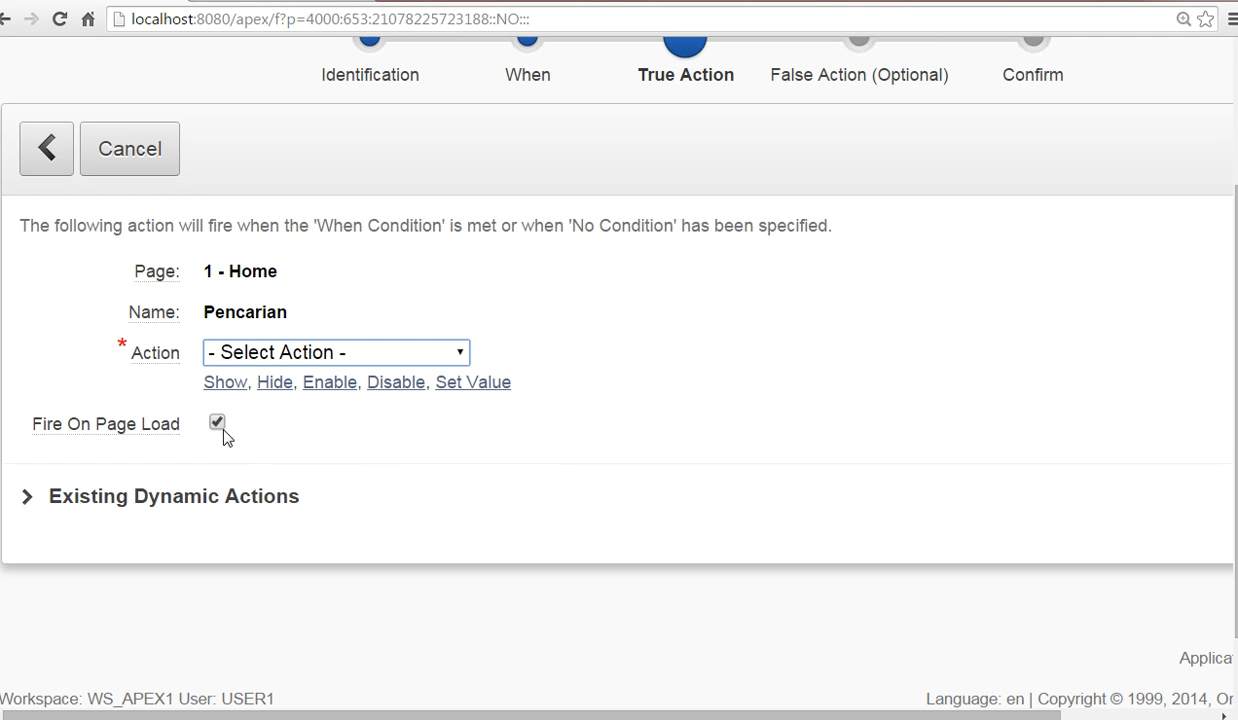 localhost:8080/apex/f?p=4000:653:21078225723188::NO:::
Identification When True Action False Action (Optional) Confirm
Cancel
The following action will fire when the 'When Condition' is met or when 'No Condition' has been specified.
Page: 1 - Home
Name: Pencarian
* Action - Select Action -
Show, Hide, Enable, Disable, Set Value
Fire On Page Load
Existing Dynamic Actions
Applica
Workspace: WS_APEX1 User: USER1 Language: en | Copyright © 1999, 2014, Or